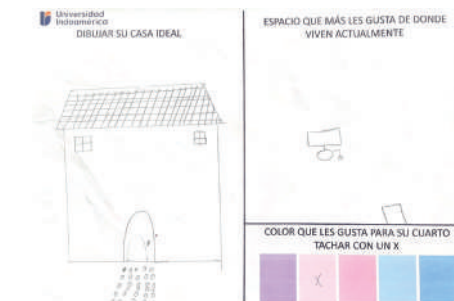 Universidad
Indoamérica
DIBUJAR SU CASA IDEAL
ESPACIO QUE MÁS LES GUSTA DE DONDE
VIVEN ACTUALMENTE
COLOR QUE LES GUSTA PARA SU CUARTO
TACHAR CON UN X
X